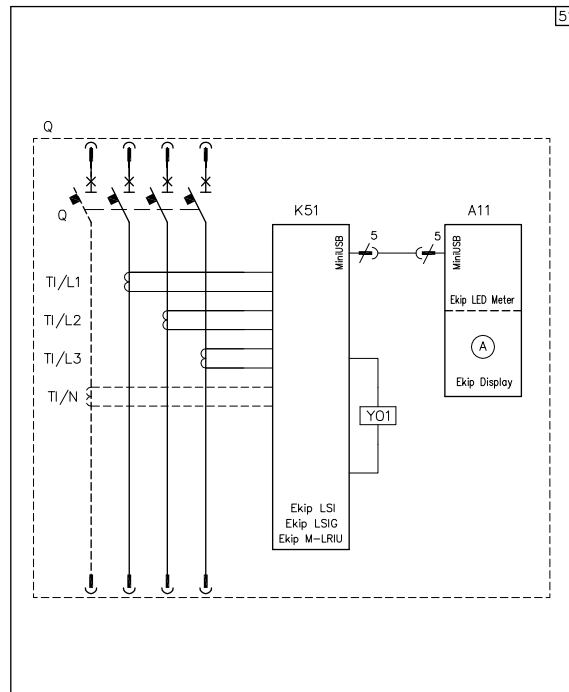 51
Q
Q
K51
A11
MiniUSB
5
5
MiniUSB
TI/L1
Ekip LED Meter
TI/L2
A
TI/L3
Ekip Display
TI/N
YO1
Ekip LSI
Ekip LSIG
Ekip M-LRIU